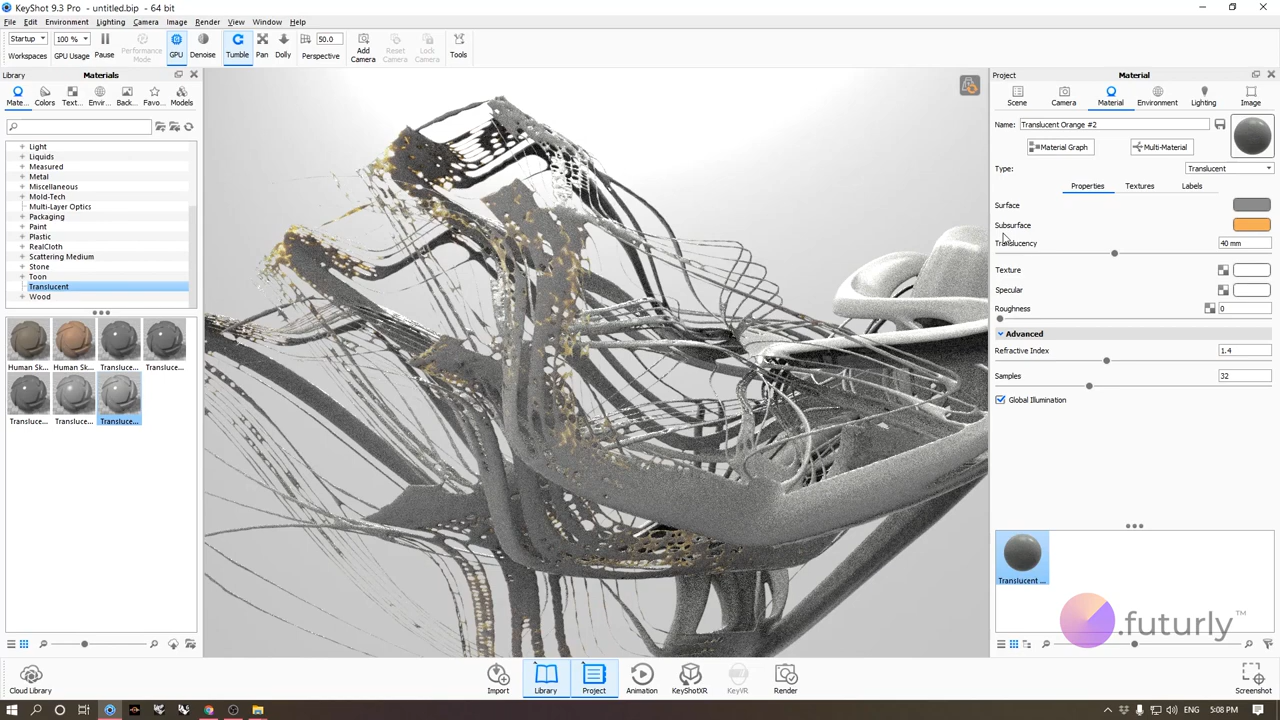 KeyShot 9.3 Pro - untitled.bip - 64 bit
File Edit Environment Lighting Camera Image Render View Window Help
Startup 100 % 50.0
Workspaces GPU Usage Pause Performance Mode GPU Denoise Tumble Pan Dolly Perspective Add Camera Reset Camera Lock Camera Tools
Library Materials
Mate... Colors Text... Envir... Back... Favo... Models
Light
Liquids
Measured
Metal
Miscellaneous
Mold-Tech
Multi-Layer Optics
Packaging
Paint
Plastic
RealCloth
Scattering Medium
Stone
Toon
Translucent
Wood
Human Sk... Human Sk... Transluce... Transluce...
Transluce... Transluce... Transluce...
Project Material
Scene Camera Material Environment Lighting Image
Name: Translucent Orange #2
Material Graph Multi-Material
Type: Translucent
Properties Textures Labels
Surface
Subsurface
Translucency 40 mm
Texture
Specular
Roughness 0
Advanced
Refractive Index 1.4
Samples 32
Global Illumination
Translucent ...
.futurly™
Cloud Library Import Library Project Animation KeyShotXR KeyVR Render Screenshot
ENG 5:08 PM